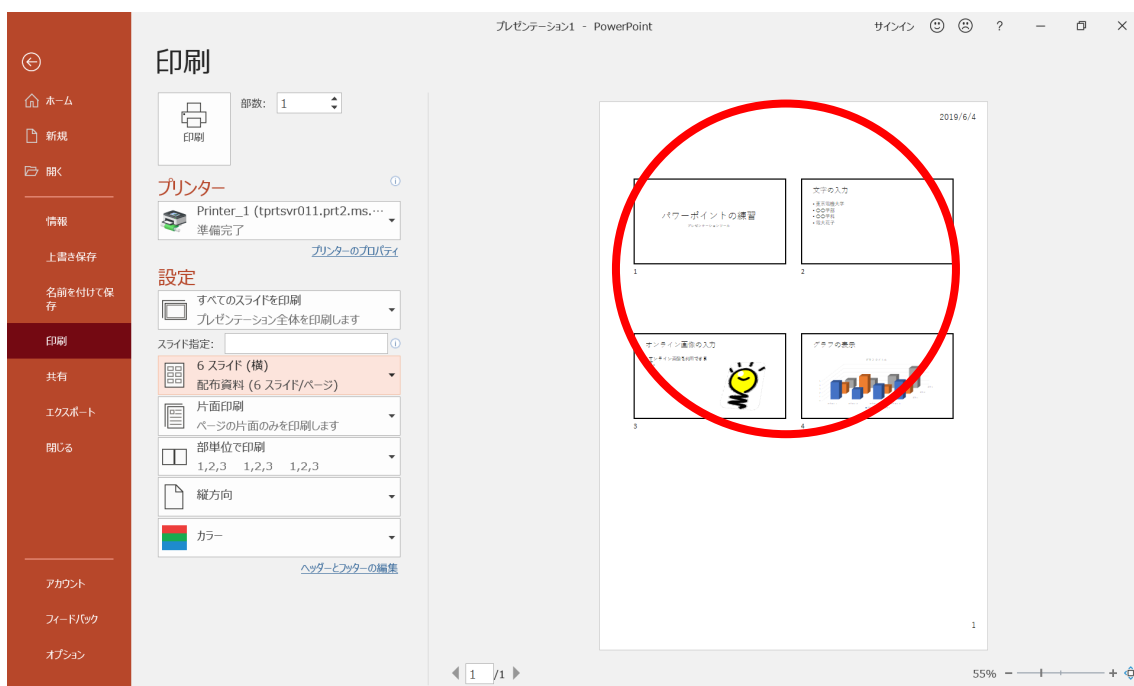 プレゼンテーション1 - PowerPoint
サインイン
?
印刷
ホーム
新規
開く
情報
上書き保存
名前を付けて保
存
印刷
共有
エクスポート
閉じる
アカウント
フィードバック
オプション
印刷
部数: 1
プリンター
Printer_1 (tprtsvr011.prt2.ms.…
準備完了
プリンターのプロパティ
設定
すべてのスライドを印刷
プレゼンテーション全体を印刷します
スライド指定:
6 スライド (横)
配布資料 (6 スライド/ページ)
片面印刷
ページの片面のみを印刷します
部単位で印刷
1,2,3 1,2,3 1,2,3
縦方向
カラー
ヘッダーとフッターの編集
2019/6/4
パワーポイントの練習
1
文字の入力
2
オンライン画像の入力
3
グラフの表示
4
1
1 /1
55%